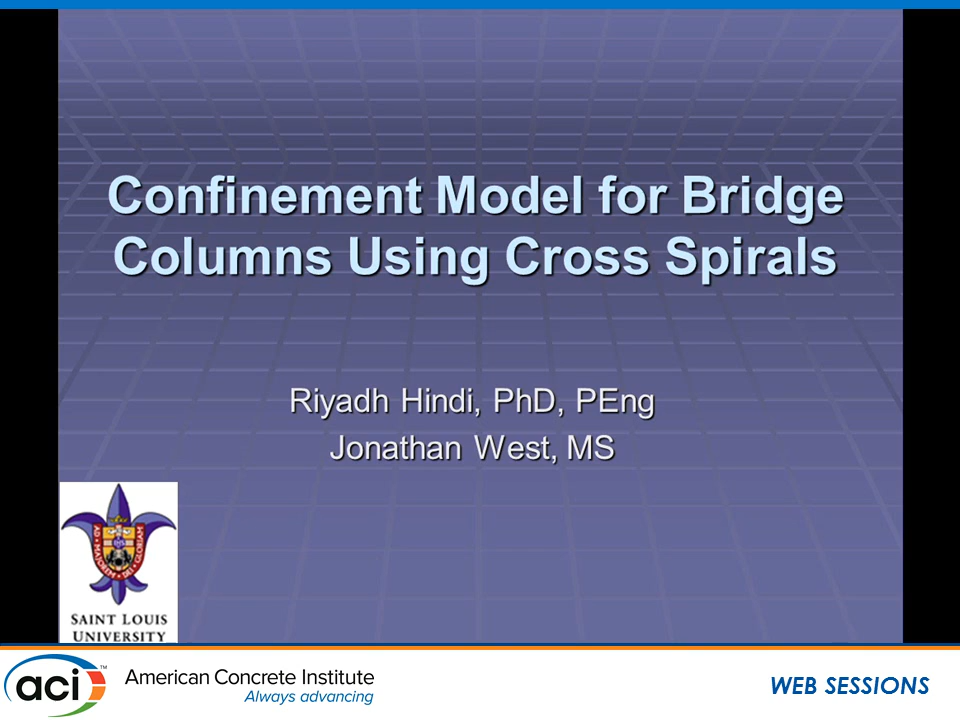 Confinement Model for Bridge
Columns Using Cross Spirals
Riyadh Hindi, PhD, PEng
Jonathan West, MS
SAINT LOUIS
UNIVERSITY
aci™
American Concrete Institute
Always advancing
WEB SESSIONS